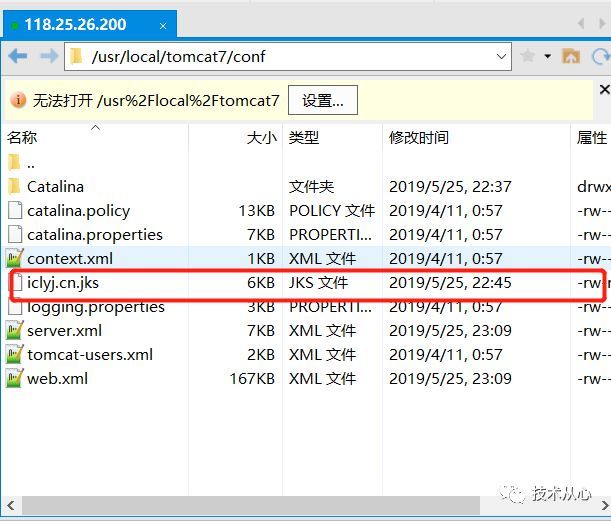 118.25.26.200 ×
/usr/local/tomcat7/conf
无法打开 /usr%2Flocal%2Ftomcat7 设置...
名称 大小 类型 修改时间 属性
..
Catalina 文件夹 2019/5/25, 22:37 drwx
catalina.policy 13KB POLICY 文件 2019/4/11, 0:57 -rw--
catalina.properties 7KB PROPERTI... 2019/4/11, 0:57 -rw--
context.xml 1KB XML 文件 2019/4/11, 0:57 -rw--
iclyj.cn.jks 6KB JKS 文件 2019/5/25, 22:45 -rw-r
logging.properties 3KB PROPERTI... 2019/4/11, 0:57 -rw--
server.xml 7KB XML 文件 2019/5/25, 23:09 -rw--
tomcat-users.xml 2KB XML 文件 2019/4/11, 0:57 -rw--
web.xml 167KB XML 文件 2019/5/25, 23:09 -rw--
技术从心